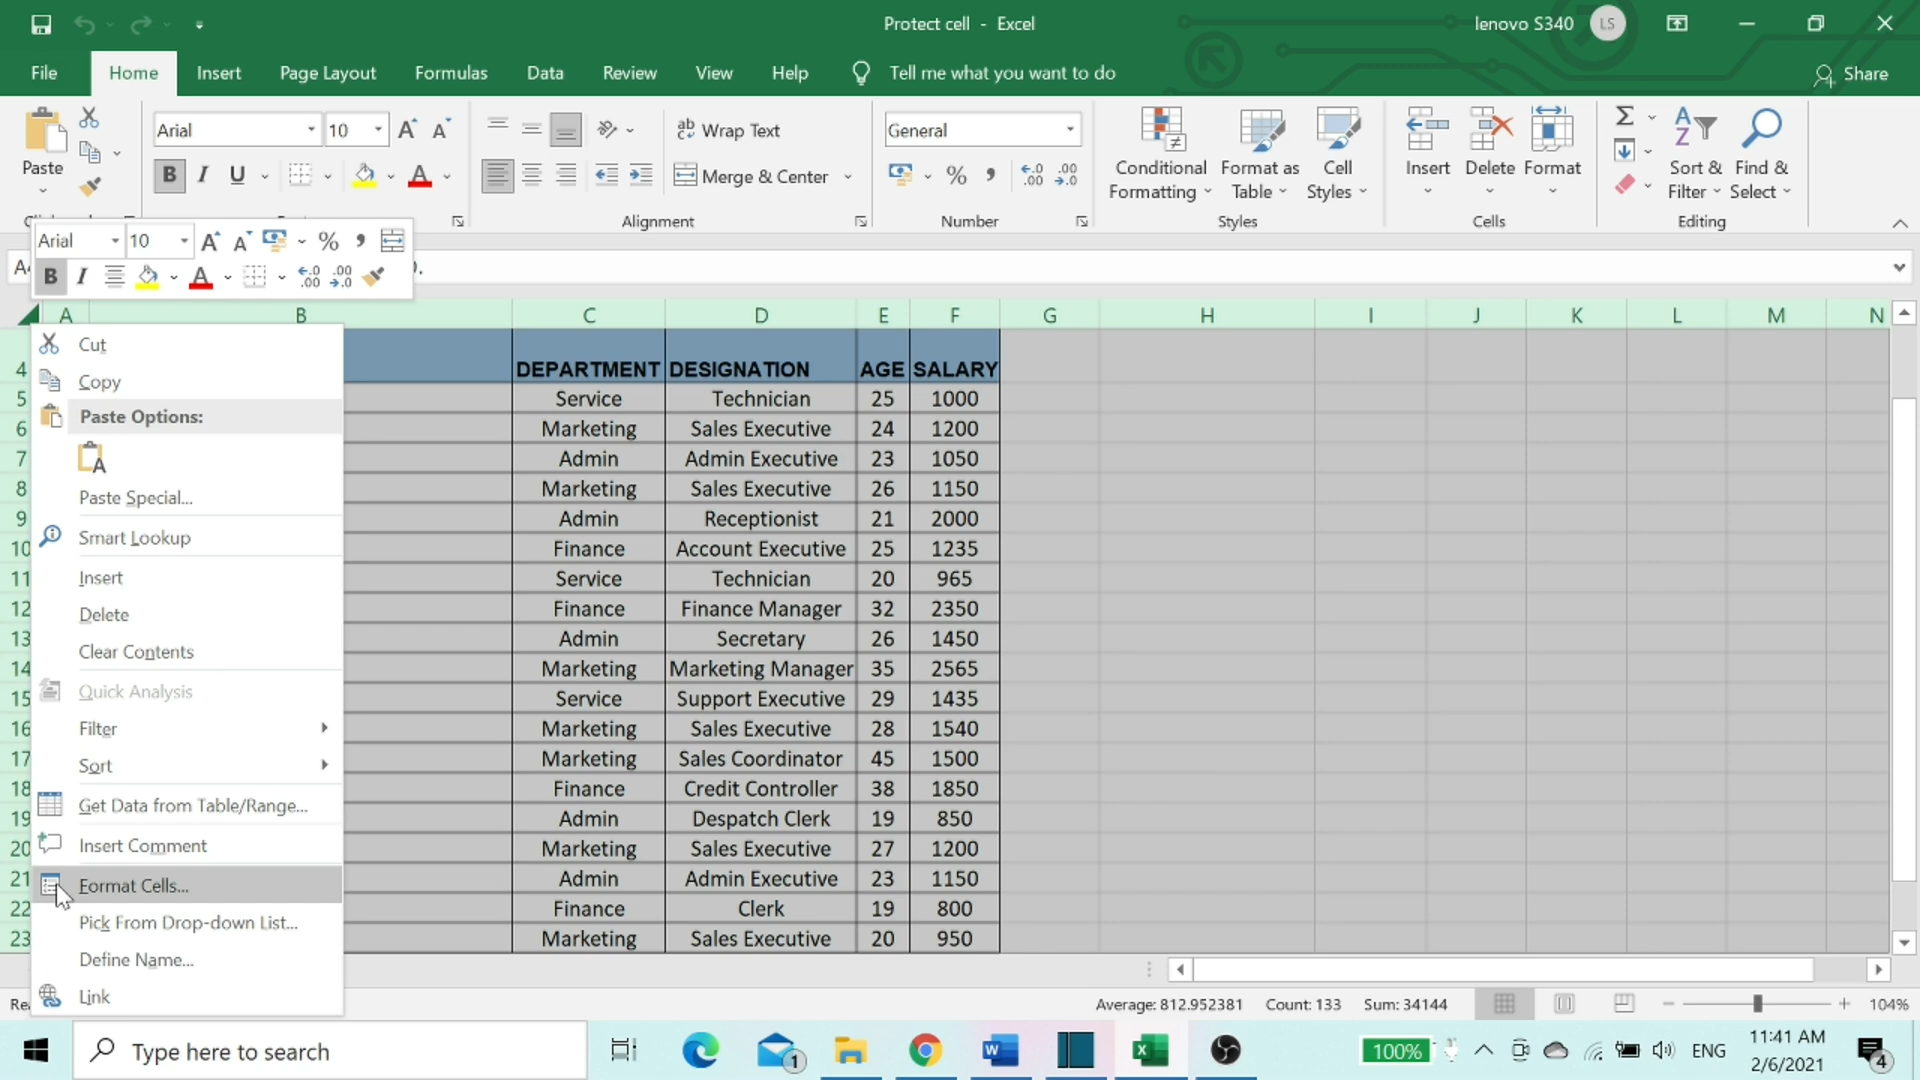 Protect cell - Excel
lenovo S340 LS
File Home Insert Page Layout Formulas Data Review View Help Tell me what you want to do Share
Arial 10 Wrap Text General
Paste B I U Merge & Center % Conditional Formatting Format as Table Cell Styles Insert Delete Format Sort & Filter Find & Select
Alignment Number Styles Cells Editing
Arial 10 %
B I
A B C D E F G H I J K L M N
4 DEPARTMENT DESIGNATION AGE SALARY
5 Service Technician 25 1000
6 Marketing Sales Executive 24 1200
7 Admin Admin Executive 23 1050
8 Marketing Sales Executive 26 1150
9 Admin Receptionist 21 2000
10 Finance Account Executive 25 1235
11 Service Technician 20 965
12 Finance Finance Manager 32 2350
13 Admin Secretary 26 1450
14 Marketing Marketing Manager 35 2565
15 Service Support Executive 29 1435
16 Marketing Sales Executive 28 1540
17 Marketing Sales Coordinator 45 1500
18 Finance Credit Controller 38 1850
19 Admin Despatch Clerk 19 850
20 Marketing Sales Executive 27 1200
21 Admin Admin Executive 23 1150
22 Finance Clerk 19 800
23 Marketing Sales Executive 20 950
Cut
Copy
Paste Options:
Paste Special...
Smart Lookup
Insert
Delete
Clear Contents
Quick Analysis
Filter
Sort
Get Data from Table/Range...
Insert Comment
Format Cells...
Pick From Drop-down List...
Define Name...
Link
Average: 812.952381 Count: 133 Sum: 34144 104%
Type here to search
1
100% ENG
11:41 AM
2/6/2021
4